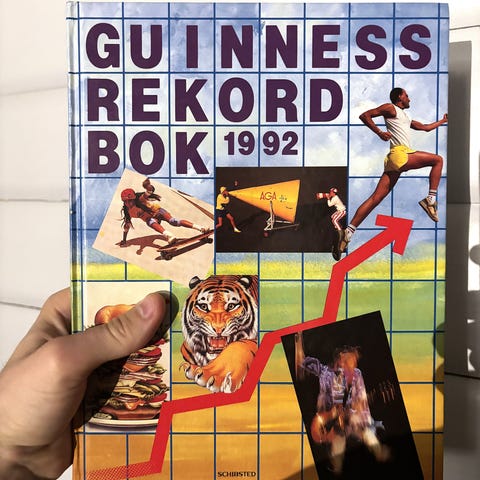 GUINNESS
REKORD
BOK 1992
AGA
SCHIBSTED